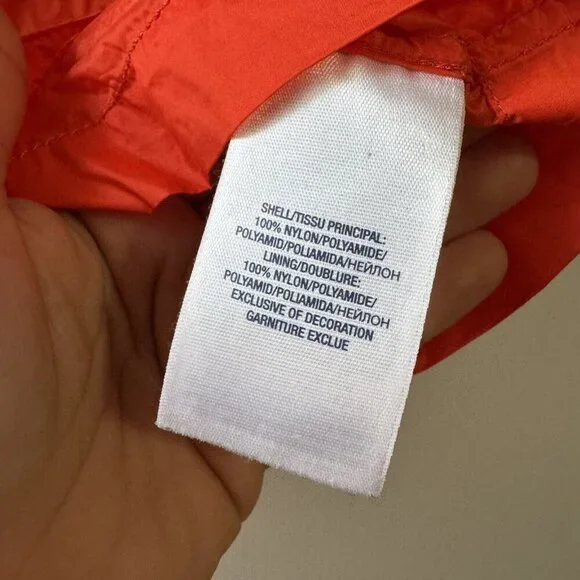 SHELL/TISSU PRINCIPAL:
100% NYLON/POLYAMIDE/
POLYAMID/POLIAMIDA/НЕЙЛОН
LINING/DOUBLURE:
100% NYLON/POLYAMIDE/
POLYAMID/POLIAMIDA/НЕЙЛОН
EXCLUSIVE OF DECORATION
GARNITURE EXCLUE